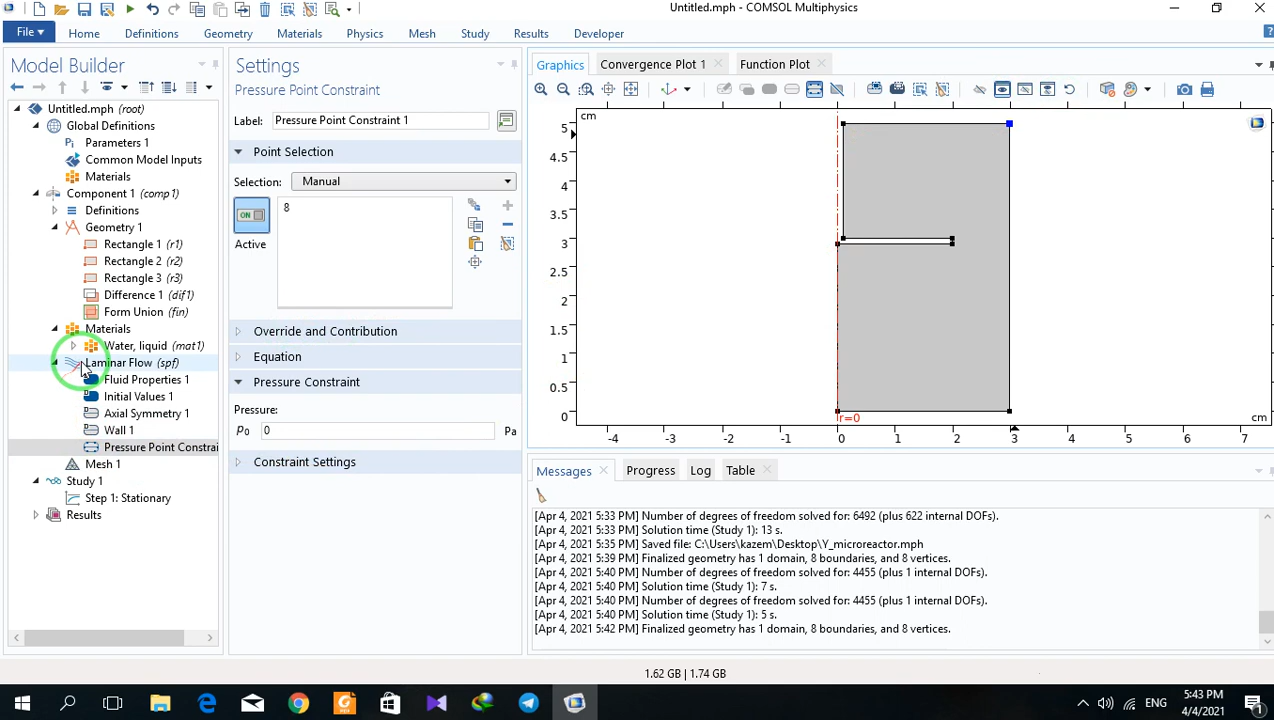 Untitled.mph - COMSOL Multiphysics
File
Home
Definitions
Geometry
Materials
Physics
Mesh
Study
Results
Developer
Model Builder
Untitled.mph (root)
Global Definitions
Pi Parameters 1
Common Model Inputs
Materials
Component 1 (comp1)
Definitions
Geometry 1
Rectangle 1 (r1)
Rectangle 2 (r2)
Rectangle 3 (r3)
Difference 1 (dif1)
Form Union (fin)
Materials
Water, liquid (mat1)
Laminar Flow (spf)
Fluid Properties 1
Initial Values 1
Axial Symmetry 1
Wall 1
Pressure Point Constrai
Mesh 1
Study 1
Step 1: Stationary
Results
Settings
Pressure Point Constraint
Label: Pressure Point Constraint 1
Point Selection
Selection: Manual
ON
Active
8
Override and Contribution
Equation
Pressure Constraint
Pressure:
p0 0 Pa
Constraint Settings
Graphics
Convergence Plot 1
Function Plot
cm
5
4.5
4
3.5
3
2.5
2
1.5
1
0.5
0
r=0
cm
-4 -3 -2 -1 0 1 2 3 4 5 6 7
Messages
Progress
Log
Table
[Apr 4, 2021 5:33 PM] Number of degrees of freedom solved for: 6492 (plus 622 internal DOFs).
[Apr 4, 2021 5:33 PM] Solution time (Study 1): 13 s.
[Apr 4, 2021 5:35 PM] Saved file: C:\Users\kazem\Desktop\Y_microreactor.mph
[Apr 4, 2021 5:39 PM] Finalized geometry has 1 domain, 8 boundaries, and 8 vertices.
[Apr 4, 2021 5:40 PM] Number of degrees of freedom solved for: 4455 (plus 1 internal DOFs).
[Apr 4, 2021 5:40 PM] Solution time (Study 1): 7 s.
[Apr 4, 2021 5:40 PM] Number of degrees of freedom solved for: 4455 (plus 1 internal DOFs).
[Apr 4, 2021 5:40 PM] Solution time (Study 1): 5 s.
[Apr 4, 2021 5:42 PM] Finalized geometry has 1 domain, 8 boundaries, and 8 vertices.
1.62 GB | 1.74 GB
ENG
5:43 PM
4/4/2021